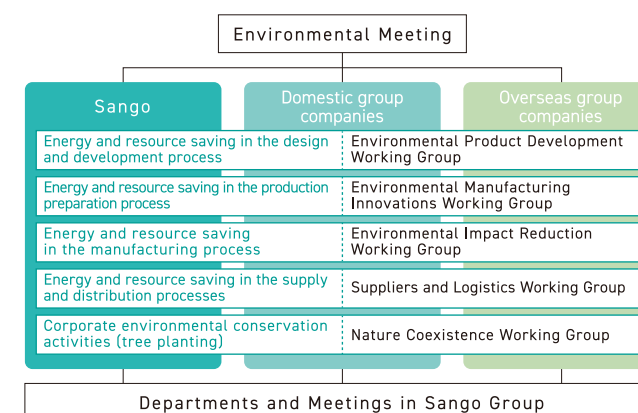 Environmental Meeting
Sango
Domestic group
companies
Overseas group
companies
Energy and resource saving in the design
and development process
Environmental Product Development
Working Group
Energy and resource saving in the production
preparation process
Environmental Manufacturing
Innovations Working Group
Energy and resource saving
in the manufacturing process
Environmental Impact Reduction
Working Group
Energy and resource saving in the supply
and distribution processes
Suppliers and Logistics Working Group
Corporate environmental conservation
activities (tree planting)
Nature Coexistence Working Group
Departments and Meetings in Sango Group